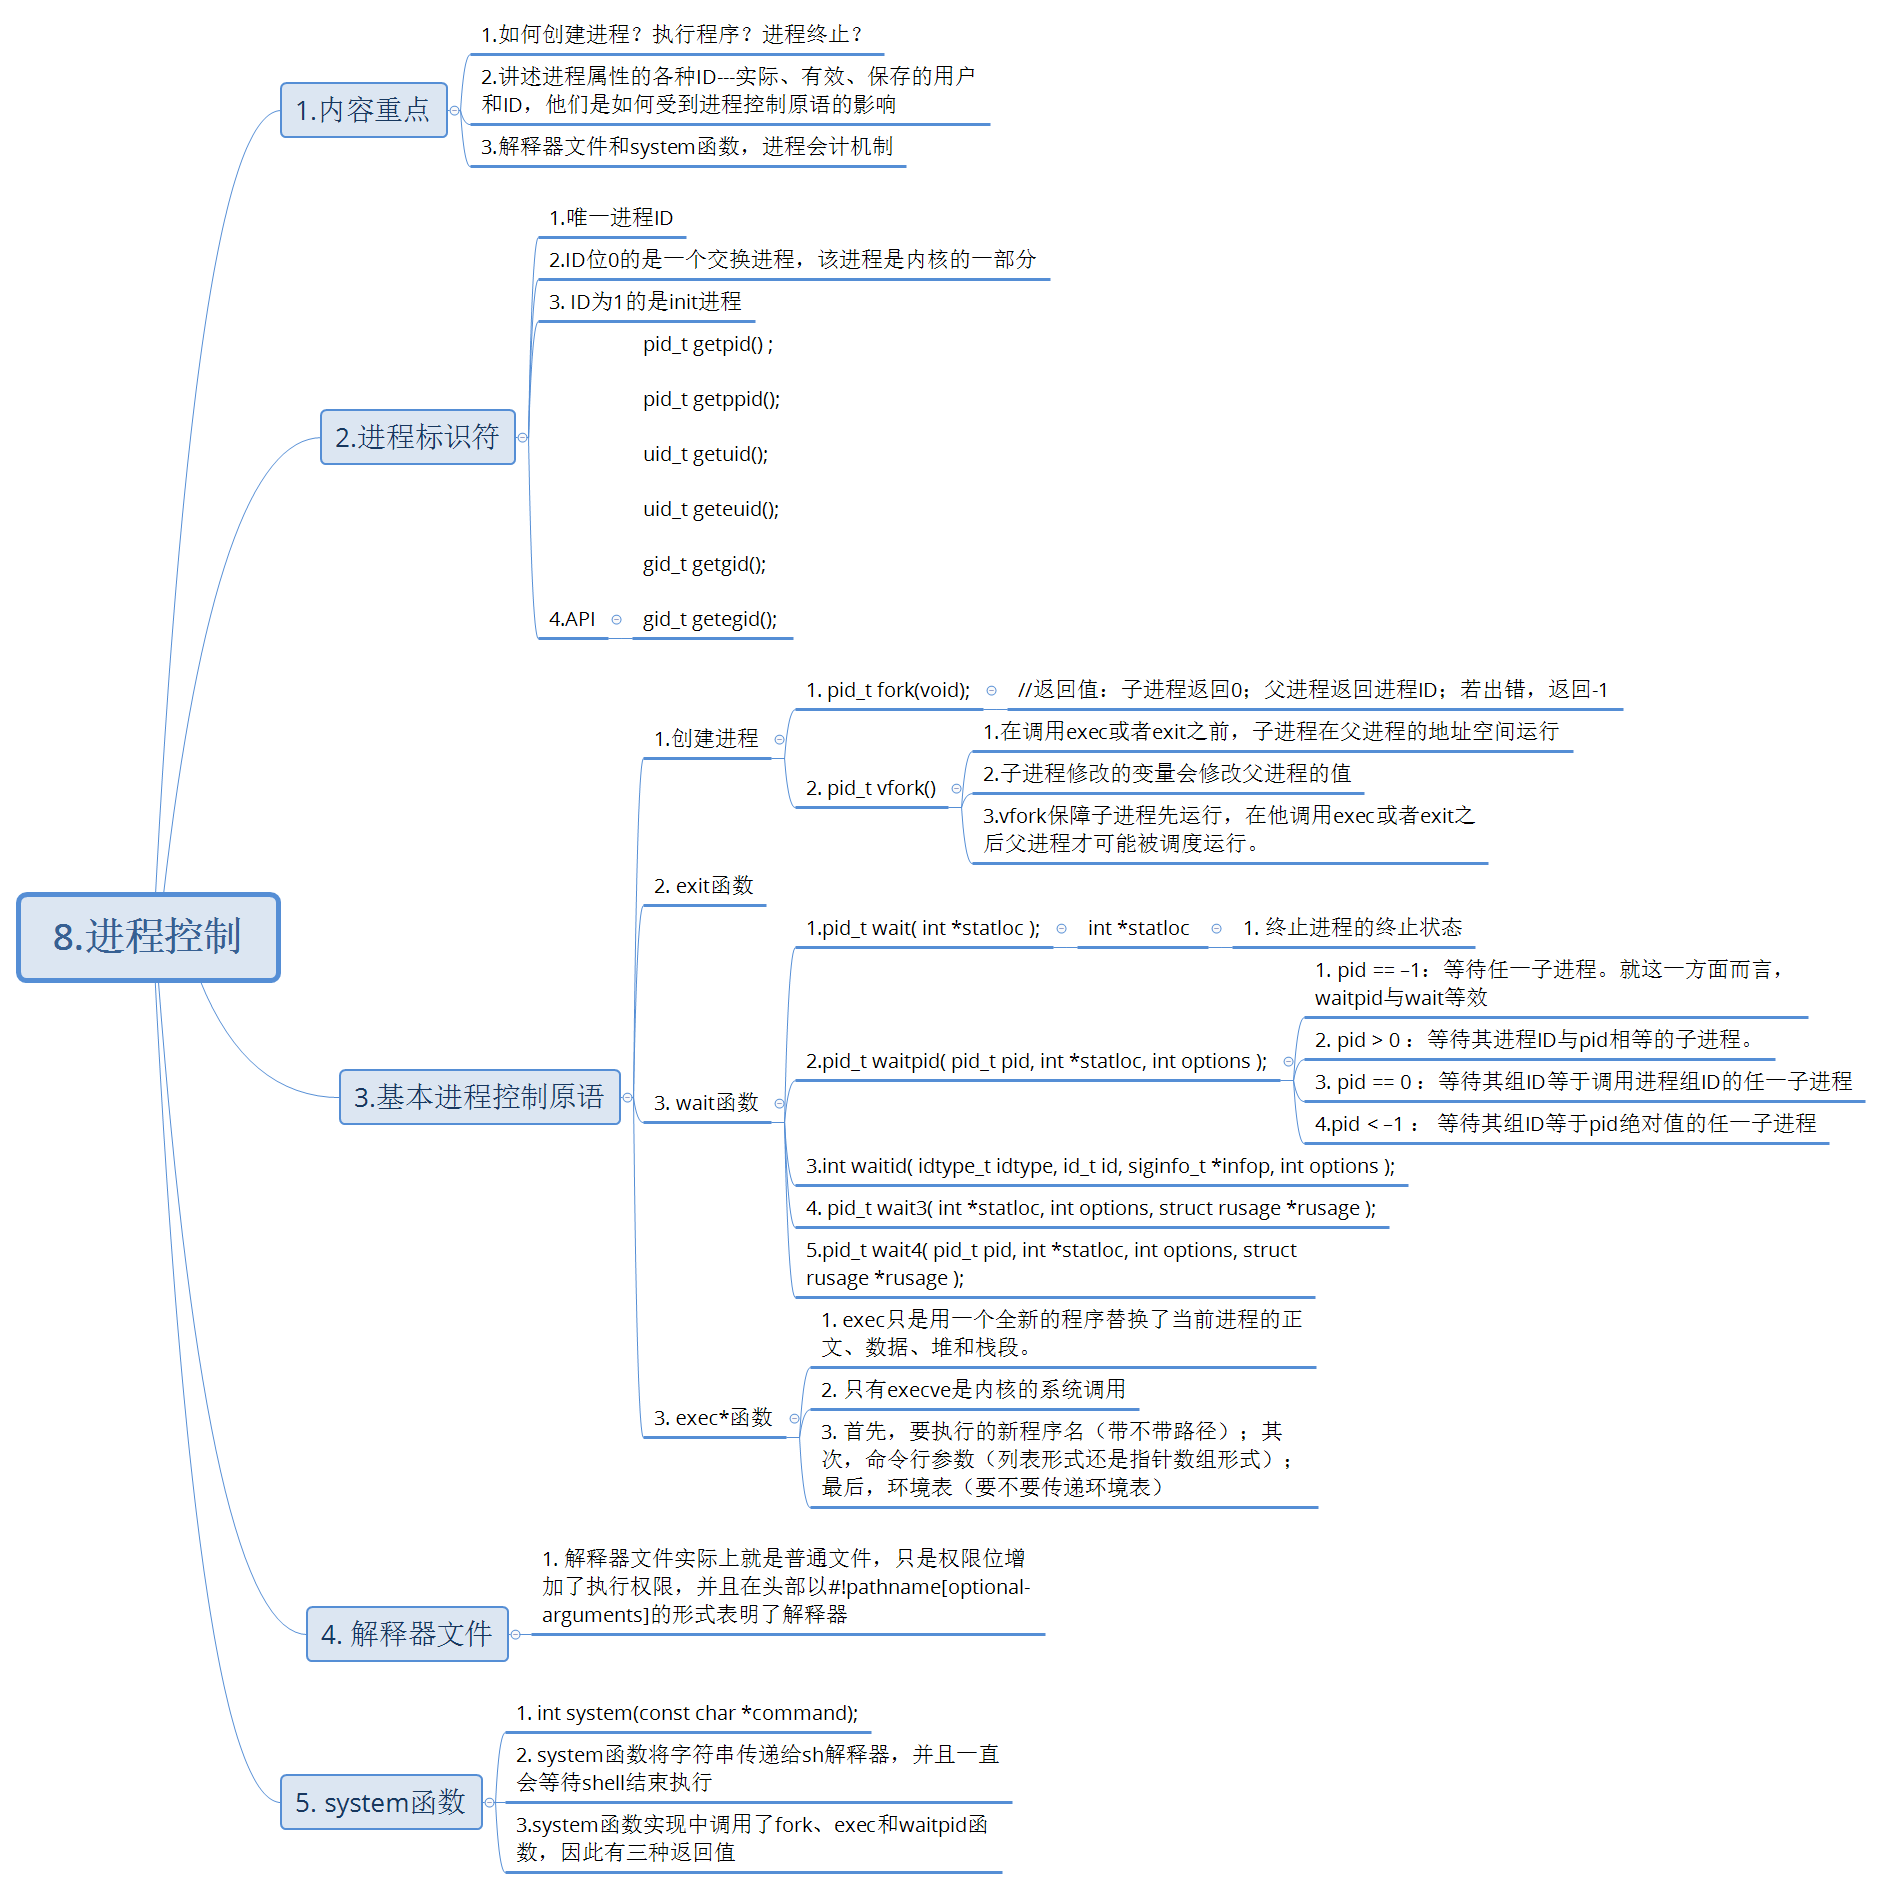 8.进程控制
1.内容重点
1.如何创建进程？执行程序？进程终止？
2.讲述进程属性的各种ID---实际、有效、保存的用户
和ID，他们是如何受到进程控制原语的影响
3.解释器文件和system函数，进程会计机制
2.进程标识符
1.唯一进程ID
2.ID位0的是一个交换进程，该进程是内核的一部分
3. ID为1的是init进程
4.API
pid_t getpid() ;
pid_t getppid();
uid_t getuid();
uid_t geteuid();
gid_t getgid();
gid_t getegid();
3.基本进程控制原语
1.创建进程
1. pid_t fork(void);
//返回值：子进程返回0；父进程返回进程ID；若出错，返回-1
2. pid_t vfork()
1.在调用exec或者exit之前，子进程在父进程的地址空间运行
2.子进程修改的变量会修改父进程的值
3.vfork保障子进程先运行，在他调用exec或者exit之
后父进程才可能被调度运行。
2. exit函数
3. wait函数
1.pid_t wait( int *statloc );
int *statloc
1. 终止进程的终止状态
2.pid_t waitpid( pid_t pid, int *statloc, int options );
1. pid == –1：等待任一子进程。就这一方面而言，
waitpid与wait等效
2. pid > 0 ：等待其进程ID与pid相等的子进程。
3. pid == 0 ：等待其组ID等于调用进程组ID的任一子进程
4.pid < –1 ： 等待其组ID等于pid绝对值的任一子进程
3.int waitid( idtype_t idtype, id_t id, siginfo_t *infop, int options );
4. pid_t wait3( int *statloc, int options, struct rusage *rusage );
5.pid_t wait4( pid_t pid, int *statloc, int options, struct
rusage *rusage );
3. exec*函数
1. exec只是用一个全新的程序替换了当前进程的正
文、数据、堆和栈段。
2. 只有execve是内核的系统调用
3. 首先，要执行的新程序名（带不带路径）；其
次，命令行参数（列表形式还是指针数组形式）；
最后，环境表（要不要传递环境表）
4. 解释器文件
1. 解释器文件实际上就是普通文件，只是权限位增
加了执行权限，并且在头部以#!pathname[optional-
arguments]的形式表明了解释器
5. system函数
1. int system(const char *command);
2. system函数将字符串传递给sh解释器，并且一直
会等待shell结束执行
3.system函数实现中调用了fork、exec和waitpid函
数，因此有三种返回值